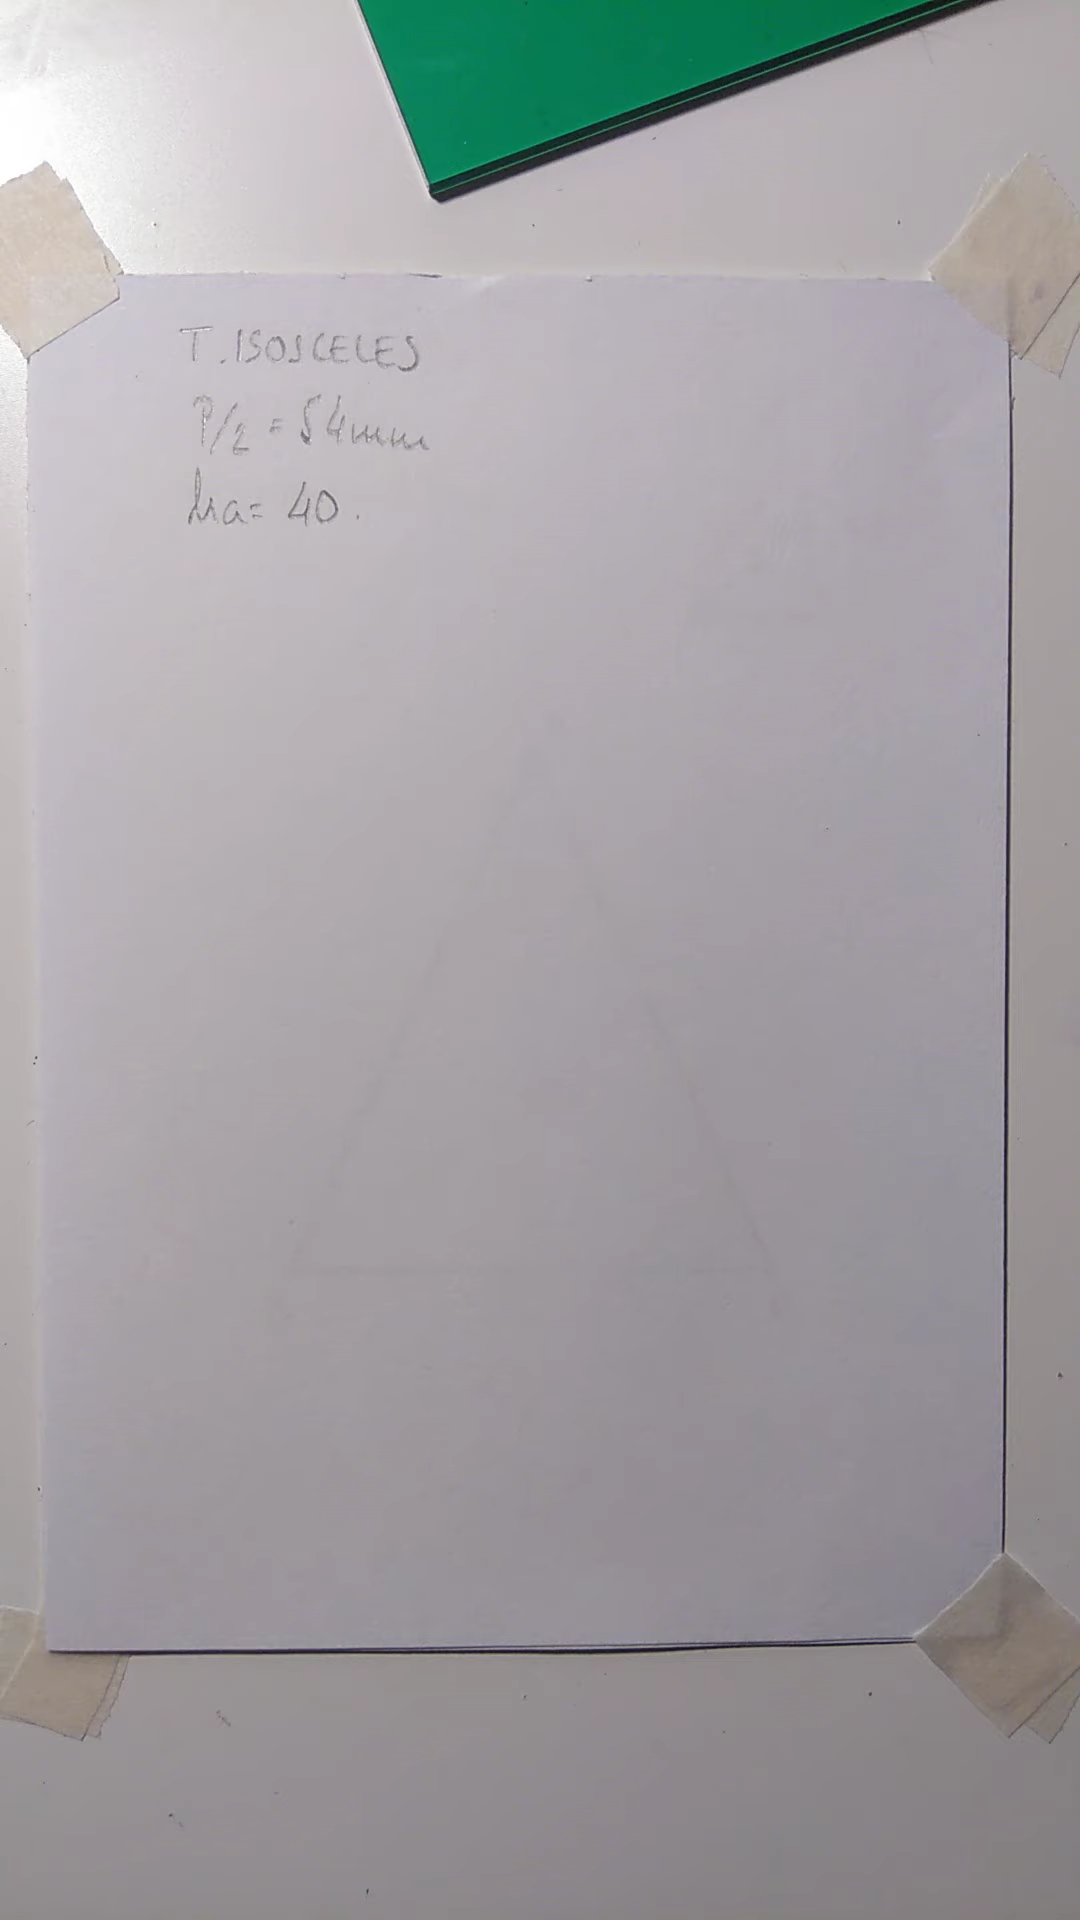 T. ISOSCELES
P/2 = 54mm
ha= 40.